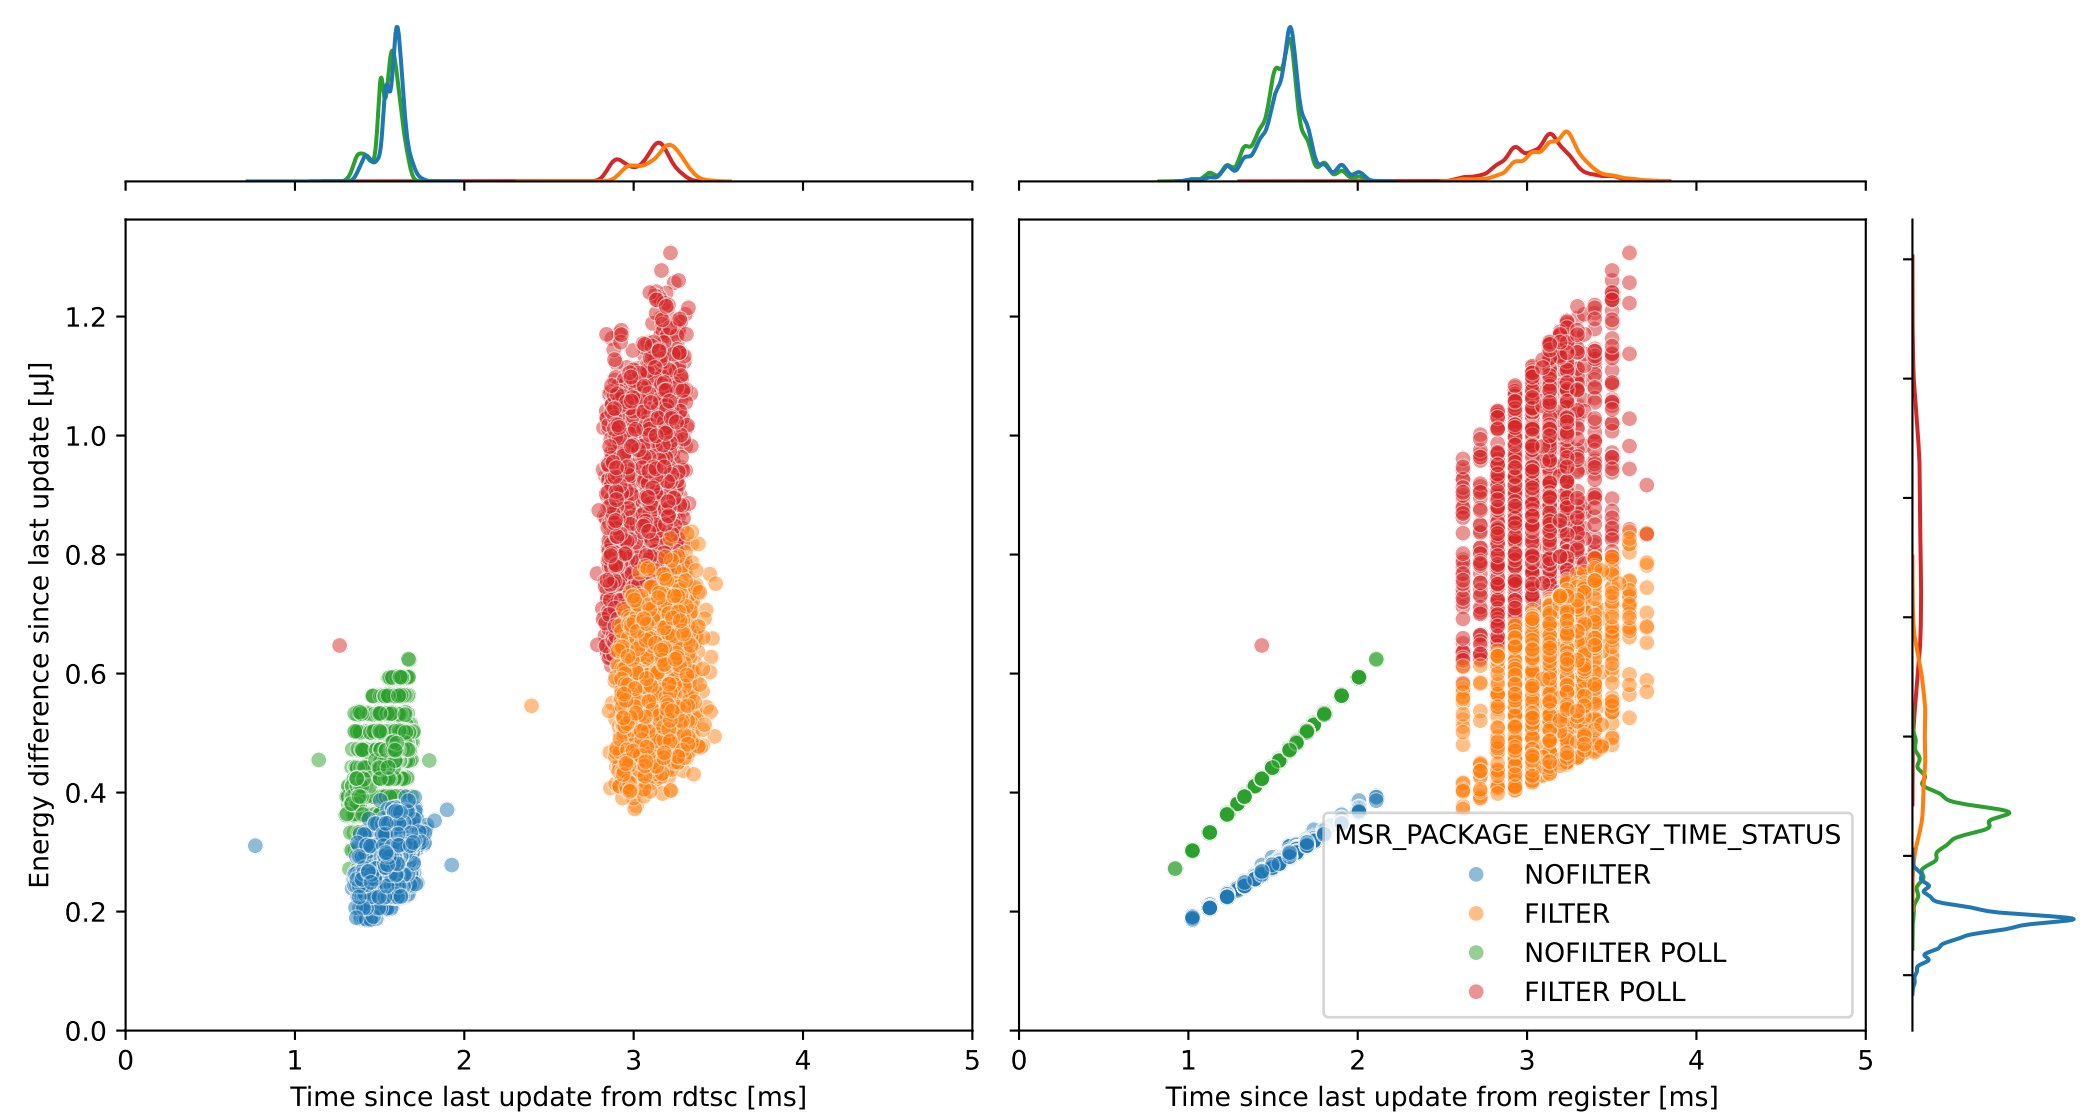 Energy difference since last update [µJ]
1.2
1.0
0.8
0.6
0.4
0.2
0.0
0 1 2 3 4 5
Time since last update from rdtsc [ms]
MSR_PACKAGE_ENERGY_TIME_STATUS
NOFILTER
FILTER
NOFILTER POLL
FILTER POLL
0 1 2 3 4 5
Time since last update from register [ms]